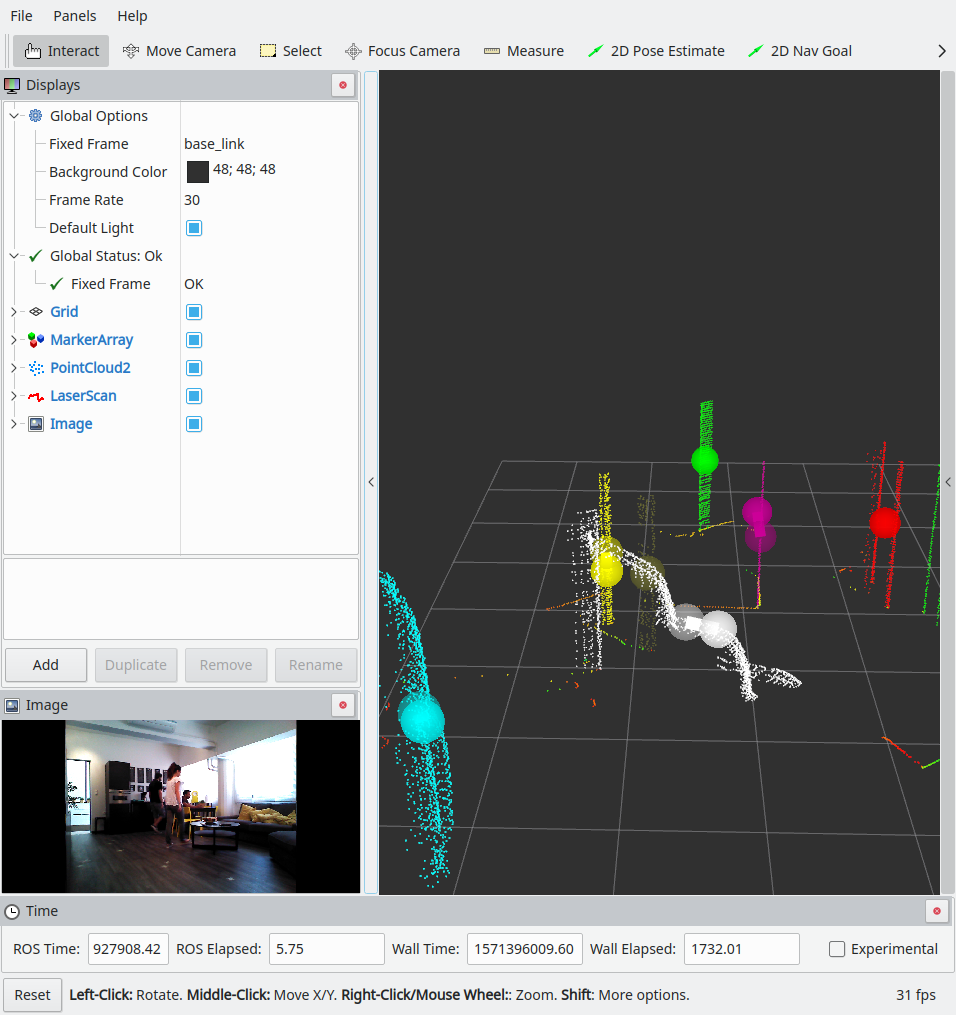 File Panels Help
Interact Move Camera Select Focus Camera Measure 2D Pose Estimate 2D Nav Goal
Displays
Global Options
Fixed Frame base_link
Background Color 48; 48; 48
Frame Rate 30
Default Light
Global Status: Ok
Fixed Frame OK
Grid
MarkerArray
PointCloud2
LaserScan
Image
Add Duplicate Remove Rename
Image
Time
ROS Time: 927908.42 ROS Elapsed: 5.75 Wall Time: 1571396009.60 Wall Elapsed: 1732.01 Experimental
Reset Left-Click: Rotate. Middle-Click: Move X/Y. Right-Click/Mouse Wheel:: Zoom. Shift: More options. 31 fps